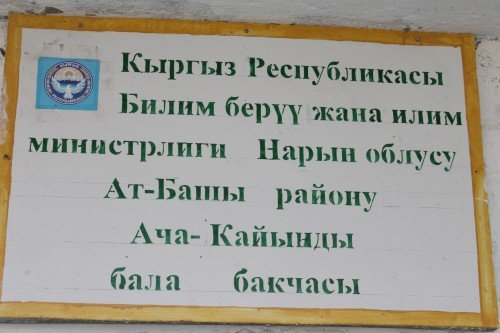 Кыргыз Республикасы
Билим берүү жана илим
министрлиги Нарын облусу
Ат-Башы району
Ача- Кайынды
бала бакчасы